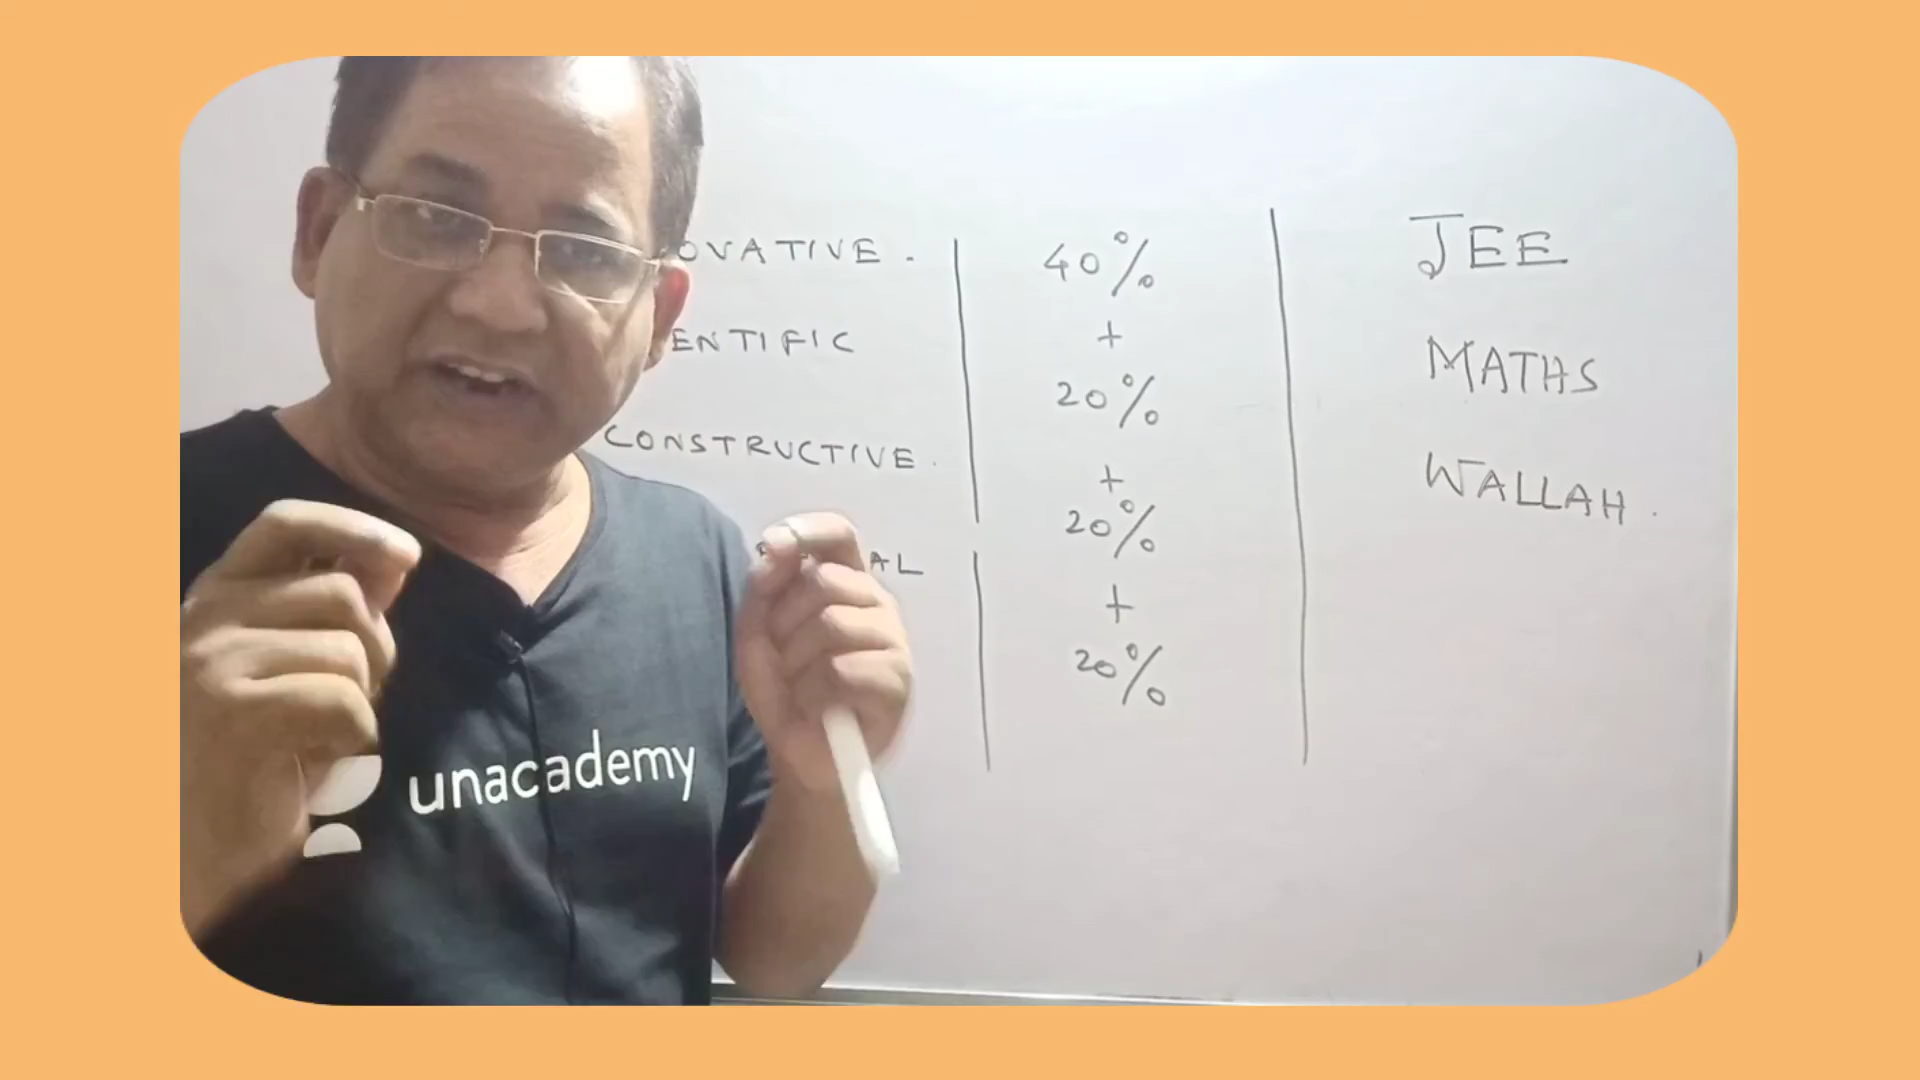 OVATIVE.
ENTIFIC
CONSTRUCTIVE.
AL
40%
+
20%
+
20%
+
20%
JEE
MATHS
WALLAH.
unacademy